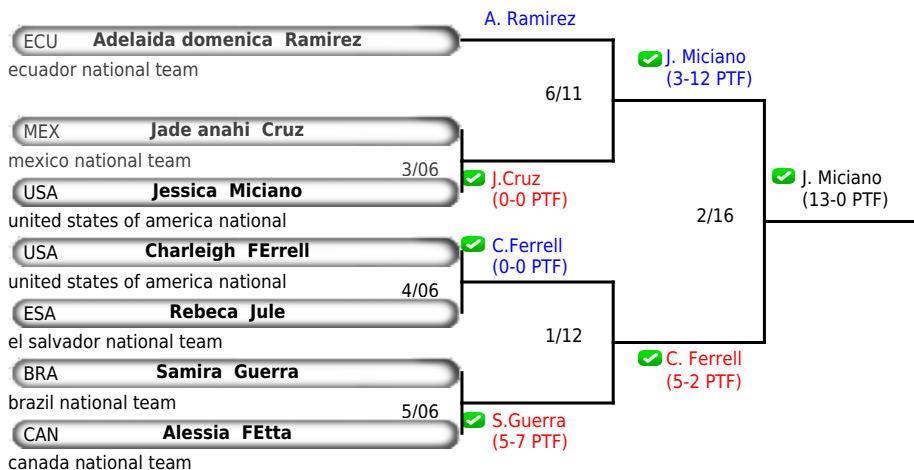 A. Ramirez
ECU Adelaida domenica Ramirez
ecuador national team
J. Miciano
(3-12 PTF)
6/11
MEX Jade anahi Cruz
mexico national team
3/06
J.Cruz
(0-0 PTF)
USA Jessica Miciano
united states of america national
J. Miciano
(13-0 PTF)
2/16
USA Charleigh FErrell
united states of america national
C.Ferrell
(0-0 PTF)
4/06
ESA Rebeca Jule
el salvador national team
1/12
BRA Samira Guerra
brazil national team
C. Ferrell
(5-2 PTF)
5/06
S.Guerra
(5-7 PTF)
CAN Alessia FEtta
canada national team